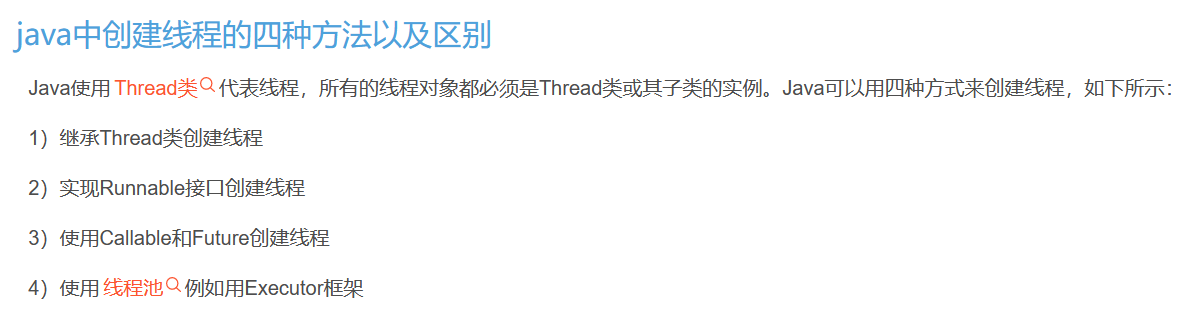 java中创建线程的四种方法以及区别
Java使用Thread类代表线程，所有的线程对象都必须是Thread类或其子类的实例。Java可以用四种方式来创建线程，如下所示：
1）继承Thread类创建线程
2）实现Runnable接口创建线程
3）使用Callable和Future创建线程
4）使用线程池例如用Executor框架